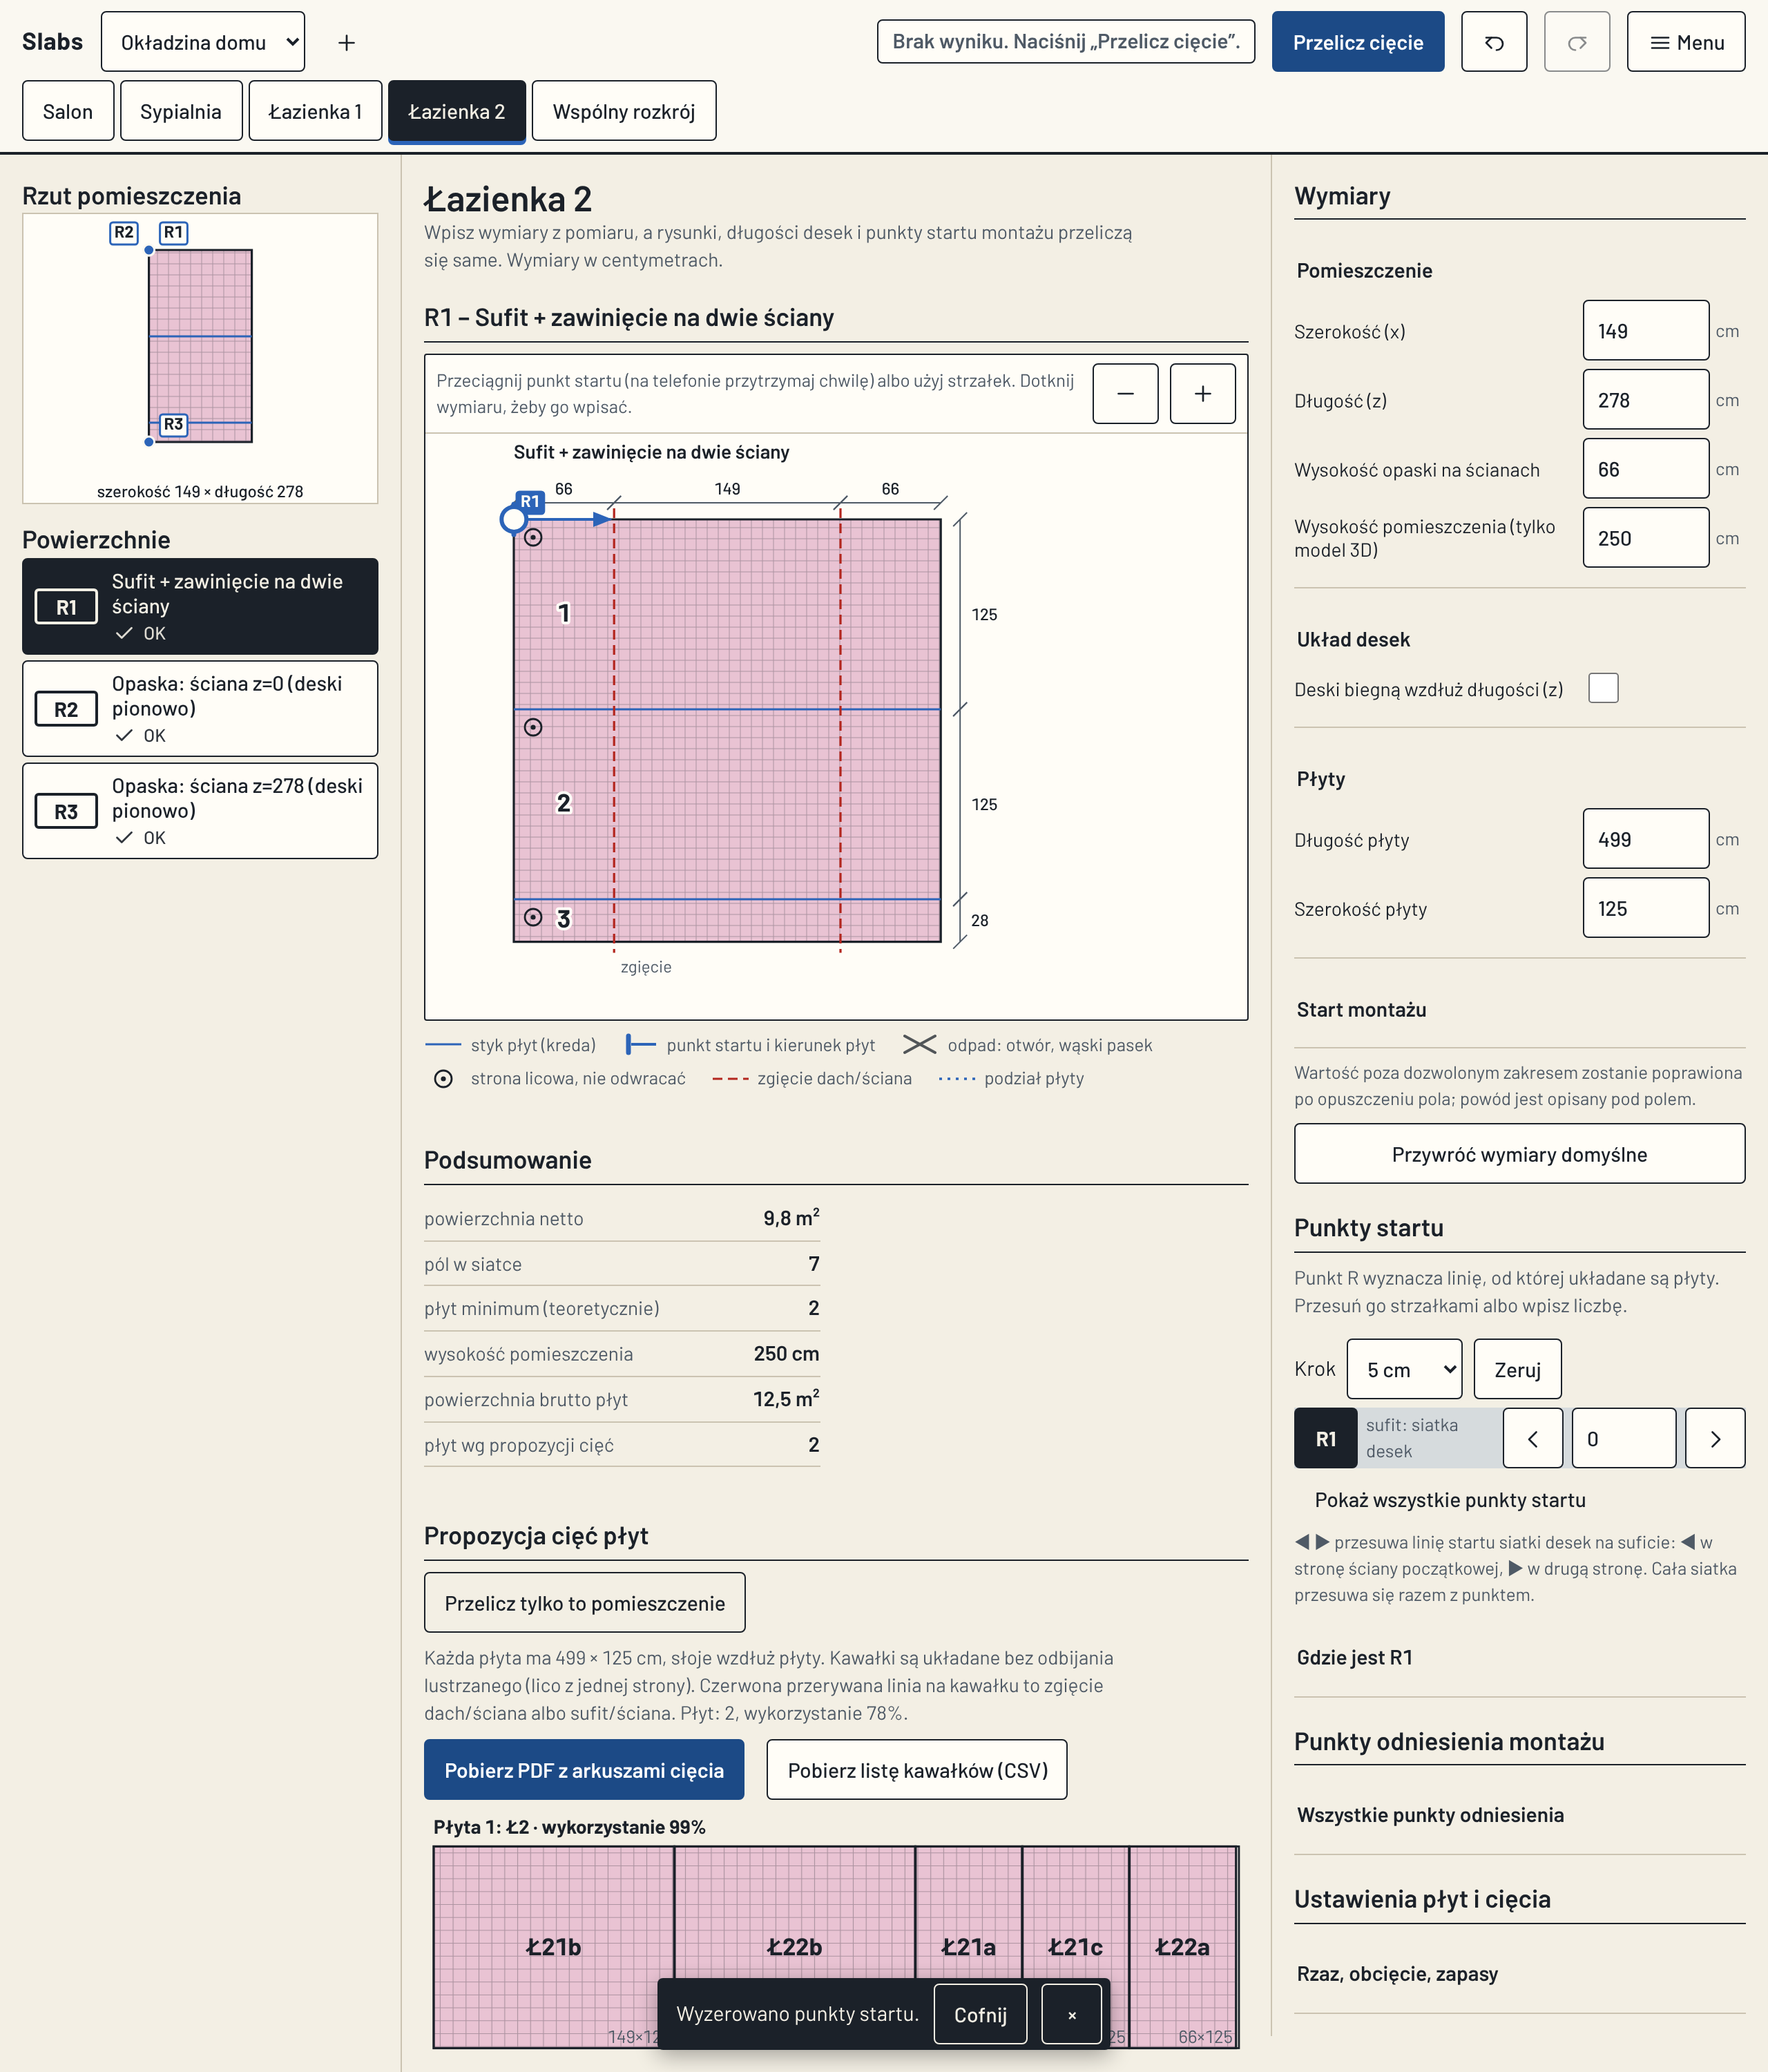 Slabs
Okładzina domu
+
Brak wyniku. Naciśnij „Przelicz cięcie”.
Przelicz cięcie
Menu
Salon
Sypialnia
Łazienka 1
Łazienka 2
Wspólny rozkrój
Rzut pomieszczenia
R2 R1
R3
szerokość 149 × długość 278
Powierzchnie
R1
Sufit + zawinięcie na dwie
ściany
OK
R2
Opaska: ściana z=0 (deski
pionowo)
OK
R3
Opaska: ściana z=278 (deski
pionowo)
OK
Łazienka 2
Wpisz wymiary z pomiaru, a rysunki, długości desek i punkty startu montażu przeliczą
się same. Wymiary w centymetrach.
R1 – Sufit + zawinięcie na dwie ściany
Przeciągnij punkt startu (na telefonie przytrzymaj chwilę) albo użyj strzałek. Dotknij
wymiaru, żeby go wpisać.
− +
Sufit + zawinięcie na dwie ściany
66 149 66
R1
1
125
2
125
3
28
zgięcie
styk płyt (kreda)
punkt startu i kierunek płyt
odpad: otwór, wąski pasek
strona licowa, nie odwracać
zgięcie dach/ściana
podział płyty
Podsumowanie
powierzchnia netto 9,8 m²
pól w siatce 7
płyt minimum (teoretycznie) 2
wysokość pomieszczenia 250 cm
powierzchnia brutto płyt 12,5 m²
płyt wg propozycji cięć 2
Propozycja cięć płyt
Przelicz tylko to pomieszczenie
Każda płyta ma 499 × 125 cm, słoje wzdłuż płyty. Kawałki są układane bez odbijania
lustrzanego (lico z jednej strony). Czerwona przerywana linia na kawałku to zgięcie
dach/ściana albo sufit/ściana. Płyt: 2, wykorzystanie 78%.
Pobierz PDF z arkuszami cięcia
Pobierz listę kawałków (CSV)
Płyta 1: Ł2 · wykorzystanie 99%
Ł21b Ł22b Ł21a Ł21c Ł22a
149×12
25
66×125
Wyzerowano punkty startu.
Cofnij
×
Wymiary
Pomieszczenie
Szerokość (x) 149 cm
Długość (z) 278 cm
Wysokość opaski na ścianach 66 cm
Wysokość pomieszczenia (tylko
model 3D)
250 cm
Układ desek
Deski biegną wzdłuż długości (z)
Płyty
Długość płyty 499 cm
Szerokość płyty 125 cm
Start montażu
Wartość poza dozwolonym zakresem zostanie poprawiona
po opuszczeniu pola; powód jest opisany pod polem.
Przywróć wymiary domyślne
Punkty startu
Punkt R wyznacza linię, od której układane są płyty.
Przesuń go strzałkami albo wpisz liczbę.
Krok 5 cm Zeruj
R1
sufit: siatka
desek
0
Pokaż wszystkie punkty startu
◀ ▶ przesuwa linię startu siatki desek na suficie: ◀ w
stronę ściany początkowej, ▶ w drugą stronę. Cała siatka
przesuwa się razem z punktem.
Gdzie jest R1
Punkty odniesienia montażu
Wszystkie punkty odniesienia
Ustawienia płyt i cięcia
Rzaz, obcięcie, zapasy